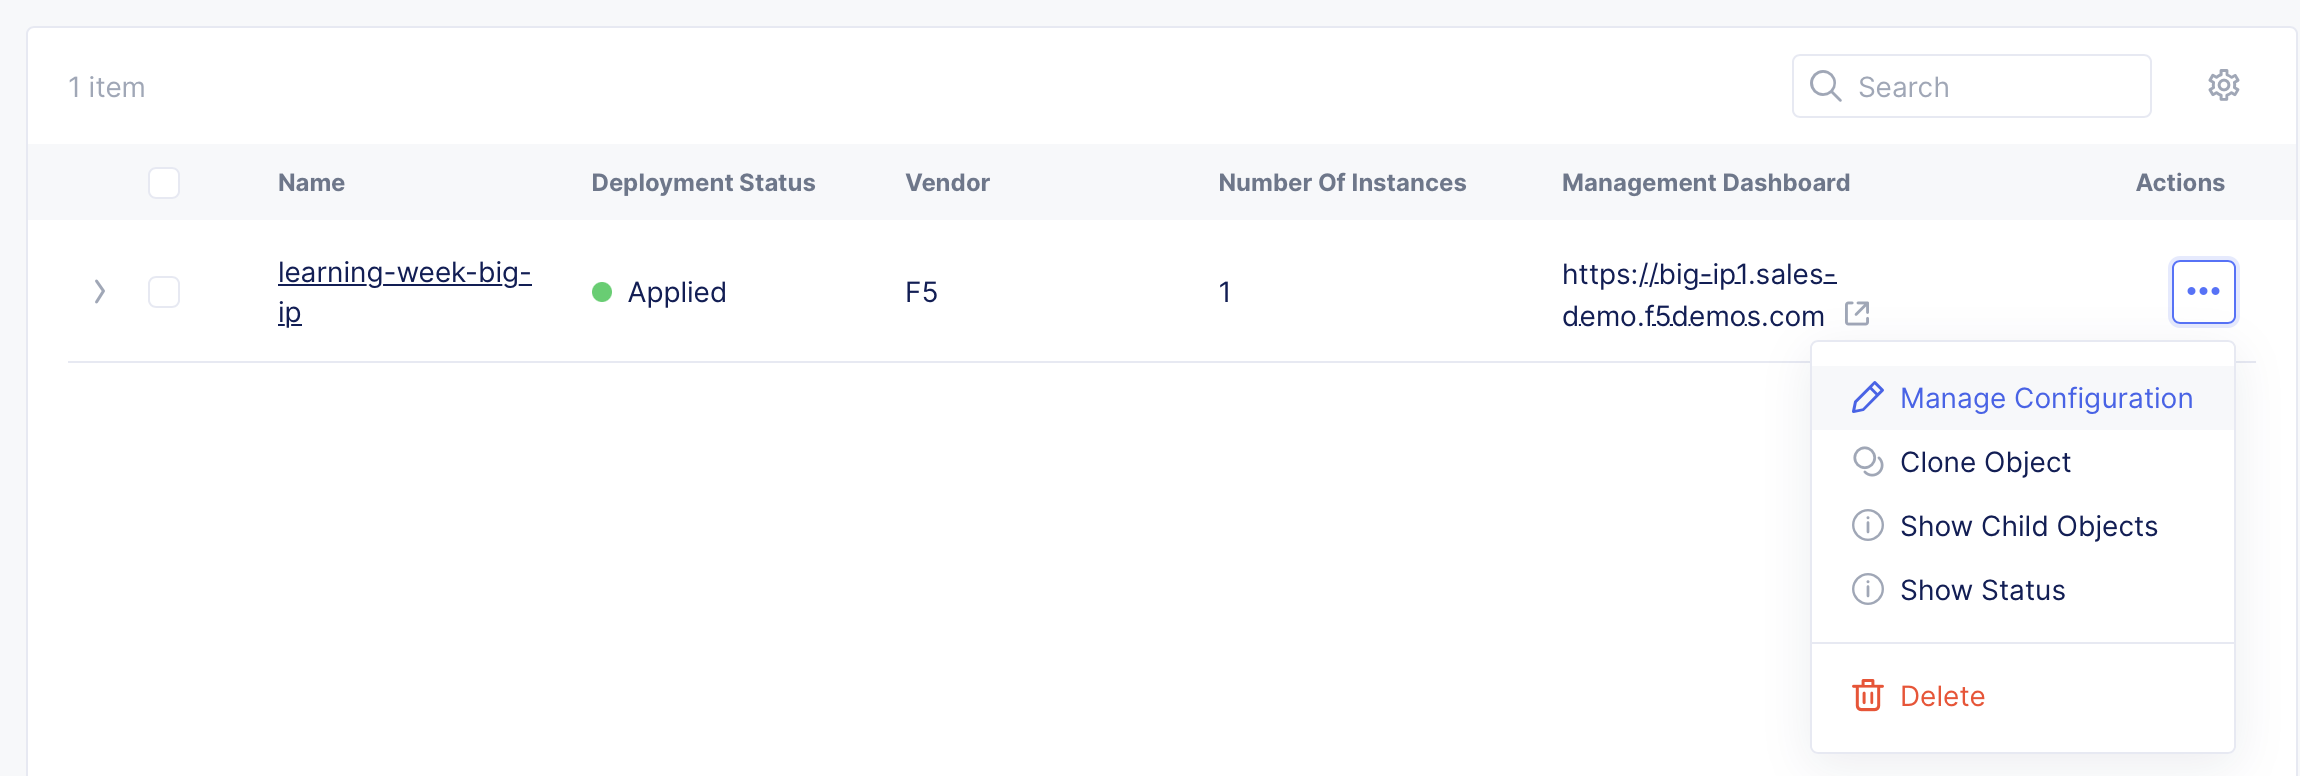 1 item
Search
Name Deployment Status Vendor Number Of Instances Management Dashboard Actions
learning-week-big-
ip
Applied
F5
1
https://big-ip1.sales-
demo.f5demos.com
Manage Configuration
Clone Object
Show Child Objects
Show Status
Delete